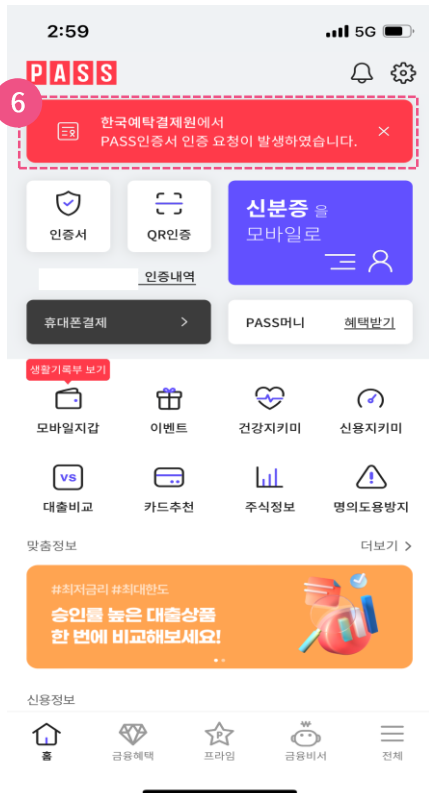 2:59
5G
PASS
6
한국예탁결제원에서
PASS인증서 인증 요청이 발생하였습니다.
인증서
QR인증
신분증 을
모바일로
인증내역
휴대폰결제
PASS머니
혜택받기
생활기록부 보기
모바일지갑
이벤트
건강지키미
신용지키미
VS
대출비교
카드추천
주식정보
명의도용방지
맞춤정보
더보기
#최저금리 #최대한도
승인률 높은 대출상품
한 번에 비교해보세요!
신용정보
홈
금융혜택
P
프라임
₩
금융비서
전체